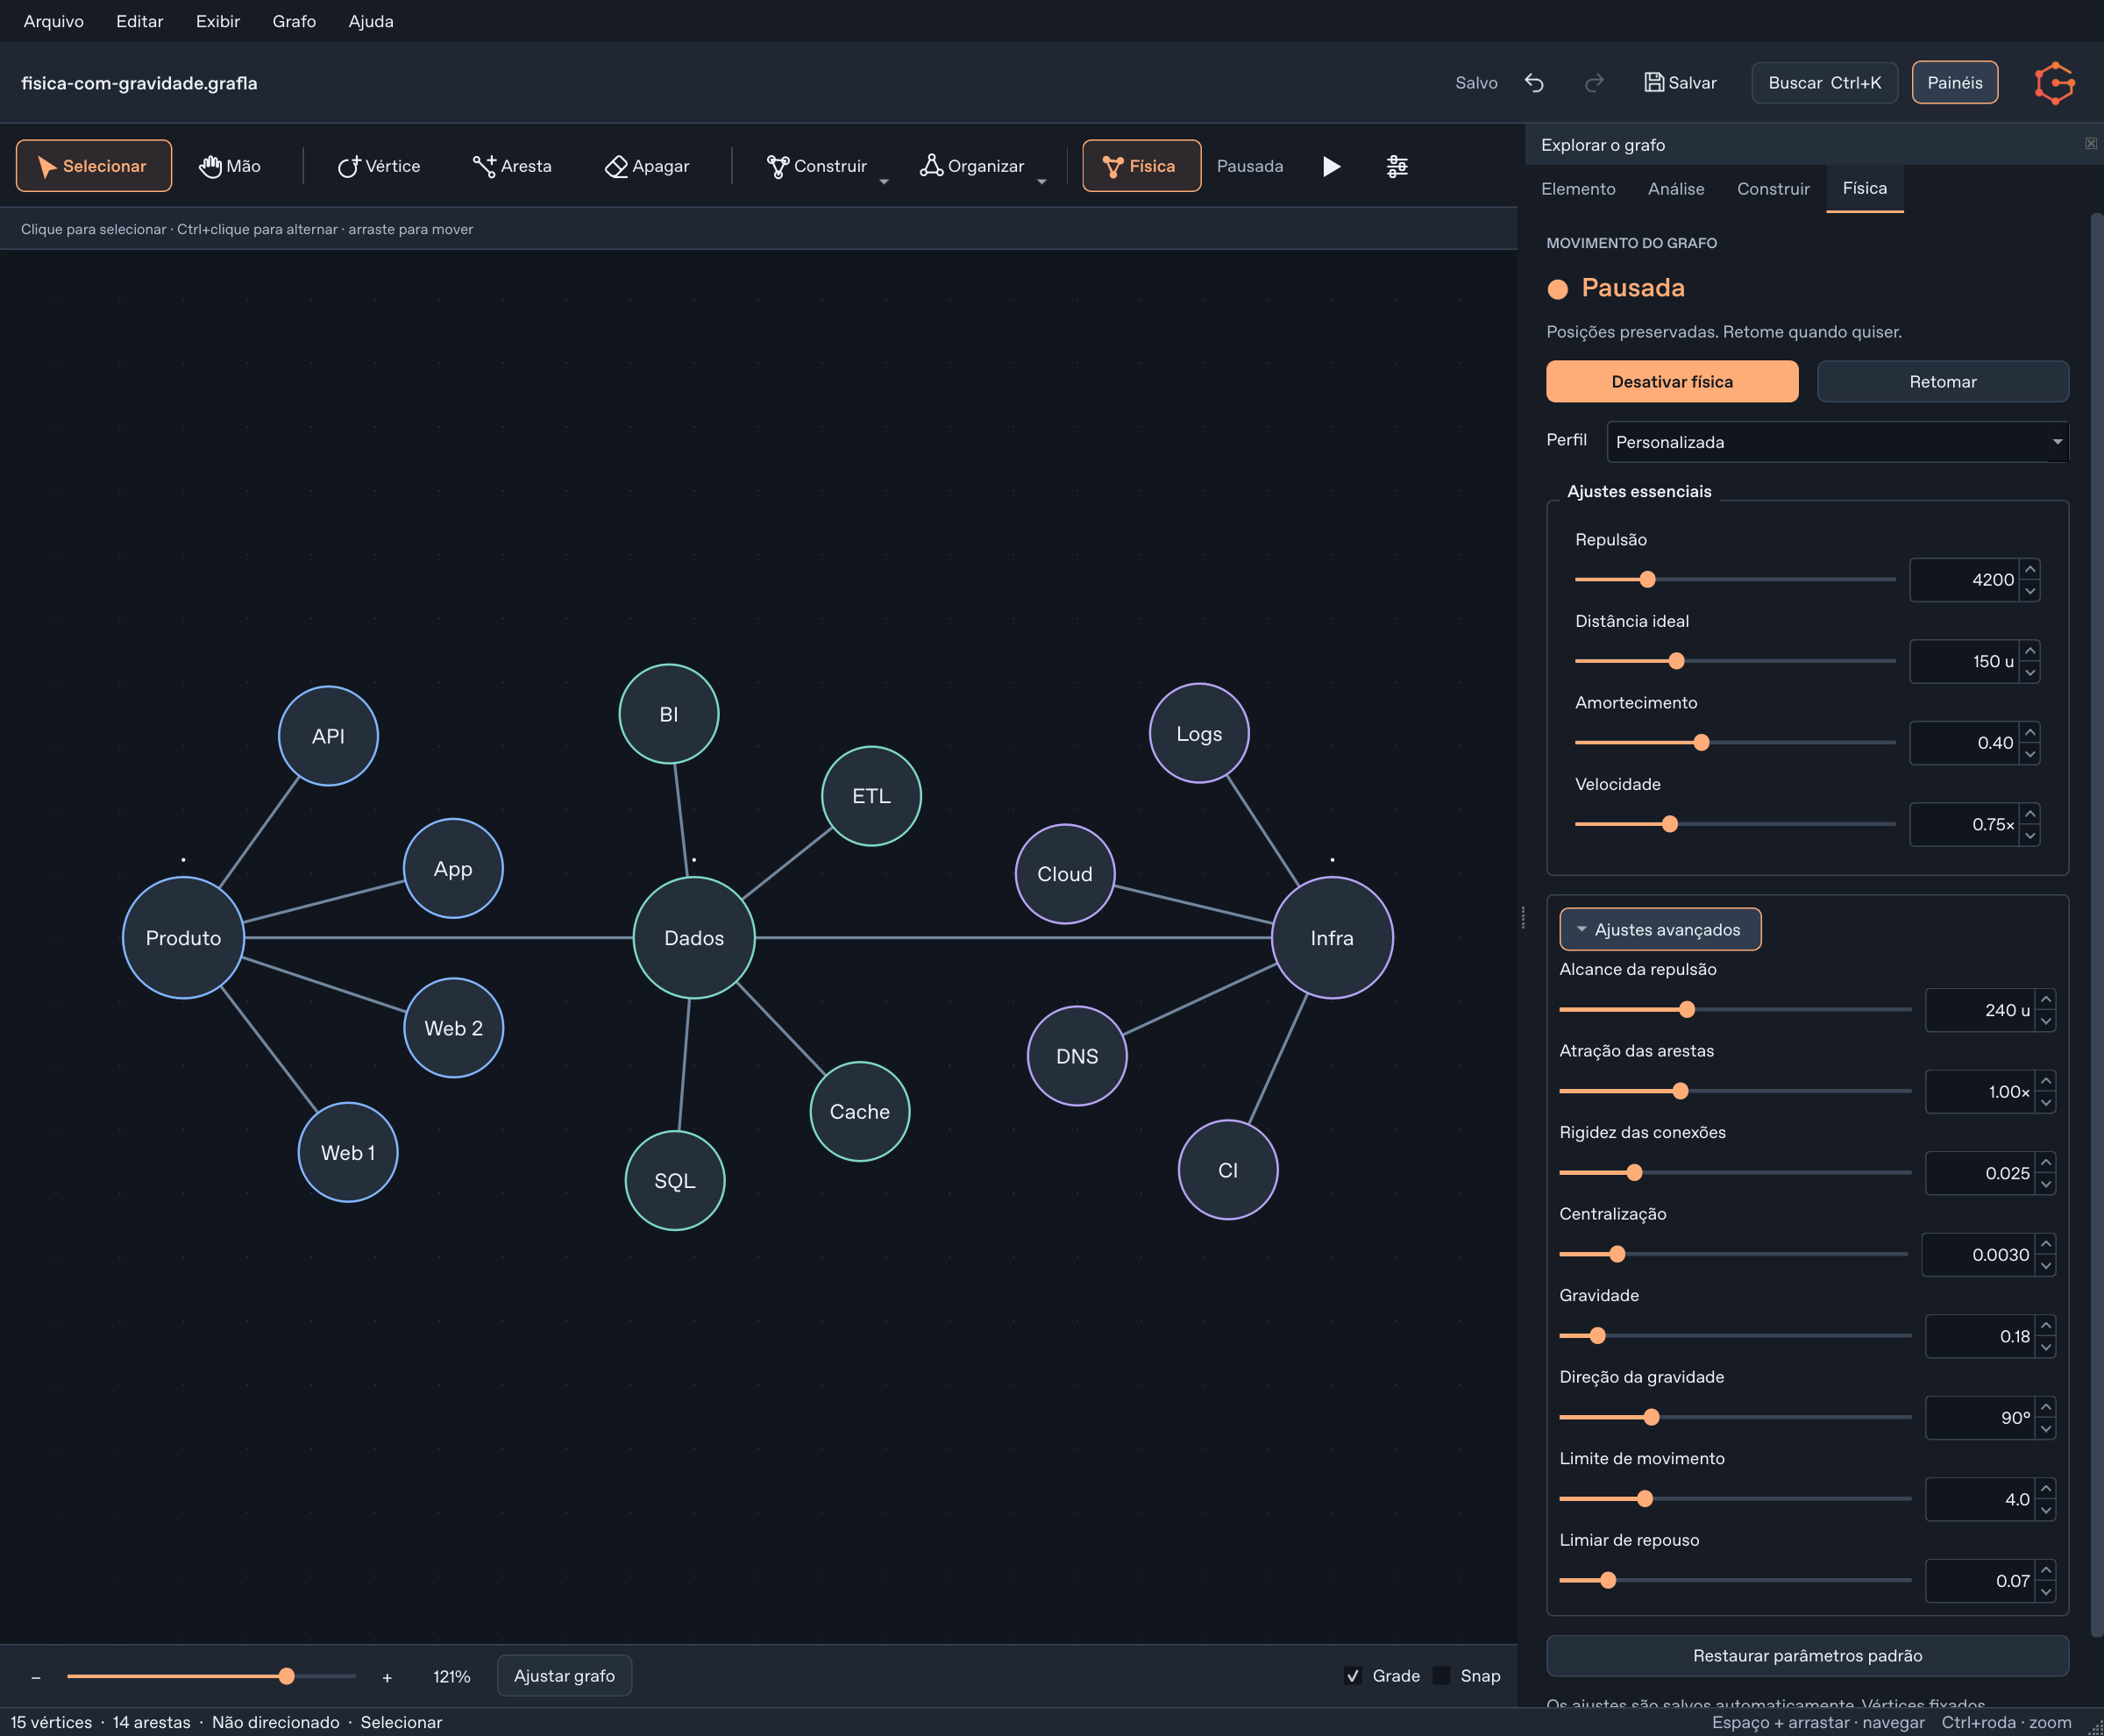 Arquivo Editar Exibir Grafo Ajuda
fisica-com-gravidade.grafla
Salvo Salvar Buscar Ctrl+K Painéis
Selecionar Mão Vértice Aresta Apagar Construir Organizar Física Pausada
Clique para selecionar · Ctrl+clique para alternar · arraste para mover
API
BI
Logs
ETL
App
Cloud
Produto
Dados
Infra
Web 2
DNS
Cache
Web 1
SQL
CI
– + 121% Ajustar grafo ✓ Grade Snap
Explorar o grafo
Elemento Análise Construir Física
MOVIMENTO DO GRAFO
Pausada
Posições preservadas. Retome quando quiser.
Desativar física Retomar
Perfil Personalizada
Ajustes essenciais
Repulsão
4200
Distância ideal
150 u
Amortecimento
0.40
Velocidade
0.75×
Ajustes avançados
Alcance da repulsão
240 u
Atração das arestas
1.00×
Rigidez das conexões
0.025
Centralização
0.0030
Gravidade
0.18
Direção da gravidade
90°
Limite de movimento
4.0
Limiar de repouso
0.07
Restaurar parâmetros padrão
Os ajustes são salvos automaticamente. Vértices fixados
15 vértices · 14 arestas · Não direcionado · Selecionar
Espaço + arrastar · navegar Ctrl+roda · zoom